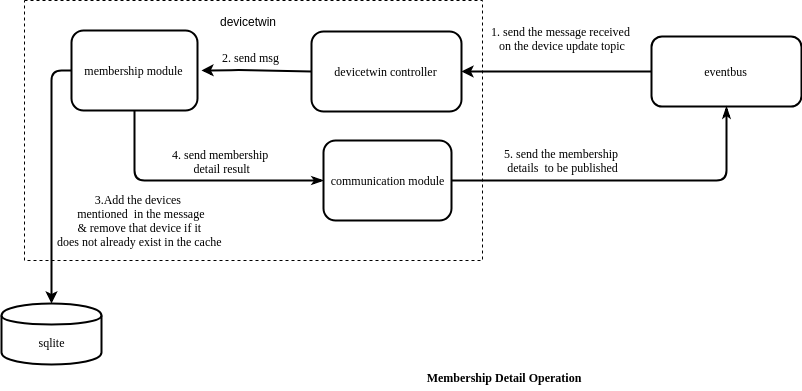 devicetwin
1. send the message received
on the device update topic
2. send msg
membership module
devicetwin controller
eventbus
4. send membership
detail result
5. send the membership
details to be published
communication module
3.Add the devices
mentioned in the message
& remove that device if it
does not already exist in the cache
sqlite
Membership Detail Operation